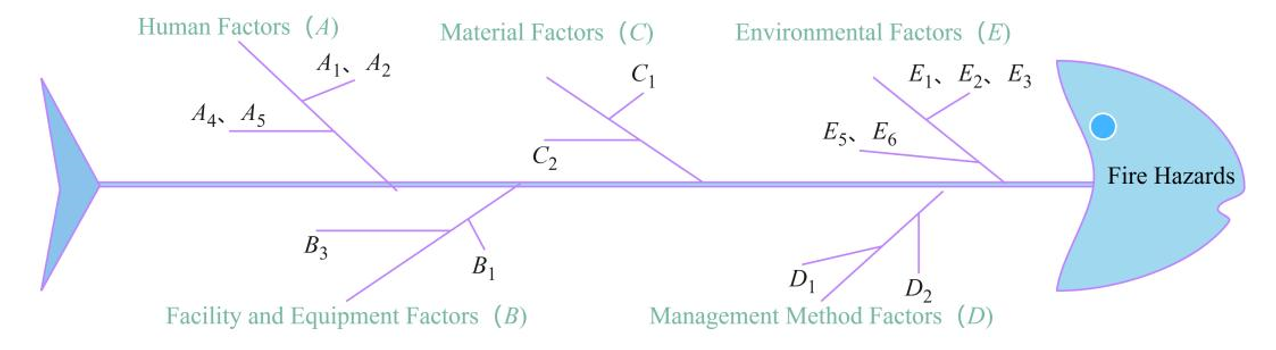 Human Factors (A)
Material Factors (C)
Environmental Factors (E)
A₁、A₂
C₁
E₁、E₂、E₃
A₄、A₅
E₅、E₆
C₂
Fire Hazards
B₃
B₁
D₁
D₂
Facility and Equipment Factors (B)
Management Method Factors (D)